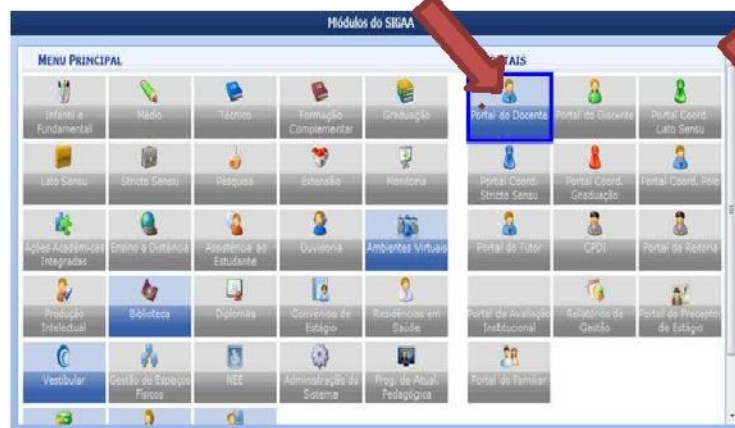 Módulos do SIGAA
MENU PRINCIPAL
TAIS
Infantil e Fundamental
Médio
Técnico
Formação Complementar
Graduação
Portal do Docente
Portal do Discente
Portal Coord. Lato Sensu
Lato Sensu
Stricto Sensu
Pesquisa
Extensão
Monitoria
Portal Coord. Stricto Sensu
Portal Coord. Graduação
Portal Coord. Pólo
Ações Acadêmicas Integradas
Ensino a Distância
Assistência ao Estudante
Ouvidoria
Ambientes Virtuais
Portal do Tutor
CPDI
Portal da Reitoria
Produção Intelectual
Biblioteca
Diplomas
Convênios de Estágio
Residências em Saúde
Portal da Avaliação Institucional
Relatórios de Gestão
Portal do Preceptor de Estágio
Vestibular
Gestão de Espaços Físicos
NEE
Administração do Sistema
Prog. de Atual. Pedagógica
Portal do Familiar